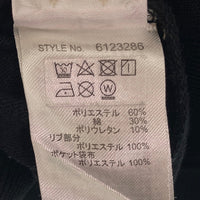 STYLE No. 6123286
ポリエステル 60%
綿 30%
ポリウレタン 10%
リブ部分
ポリエステル 100%
ポケット袋布
ポリエステル 100%